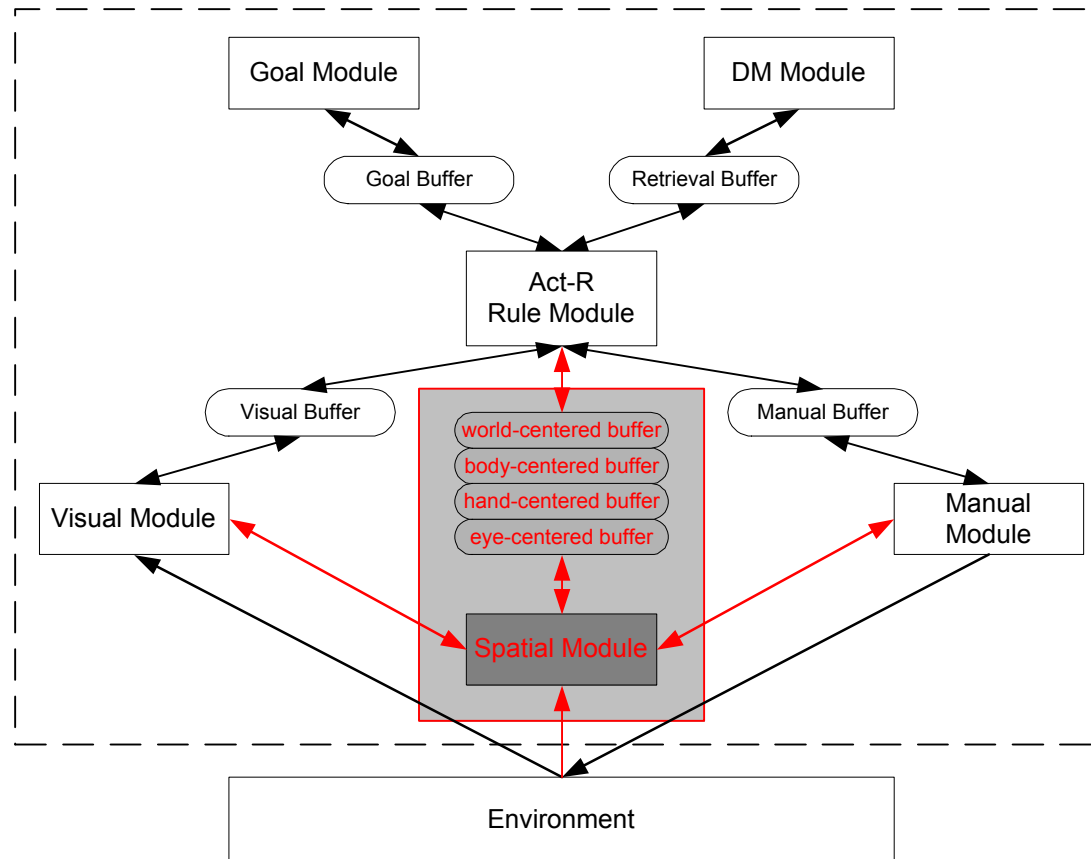 Goal Module
DM Module
Goal Buffer
Retrieval Buffer
Act-R
Rule Module
Visual Buffer
Manual Buffer
world-centered buffer
body-centered buffer
hand-centered buffer
eye-centered buffer
Visual Module
Manual
Module
Spatial Module
Environment